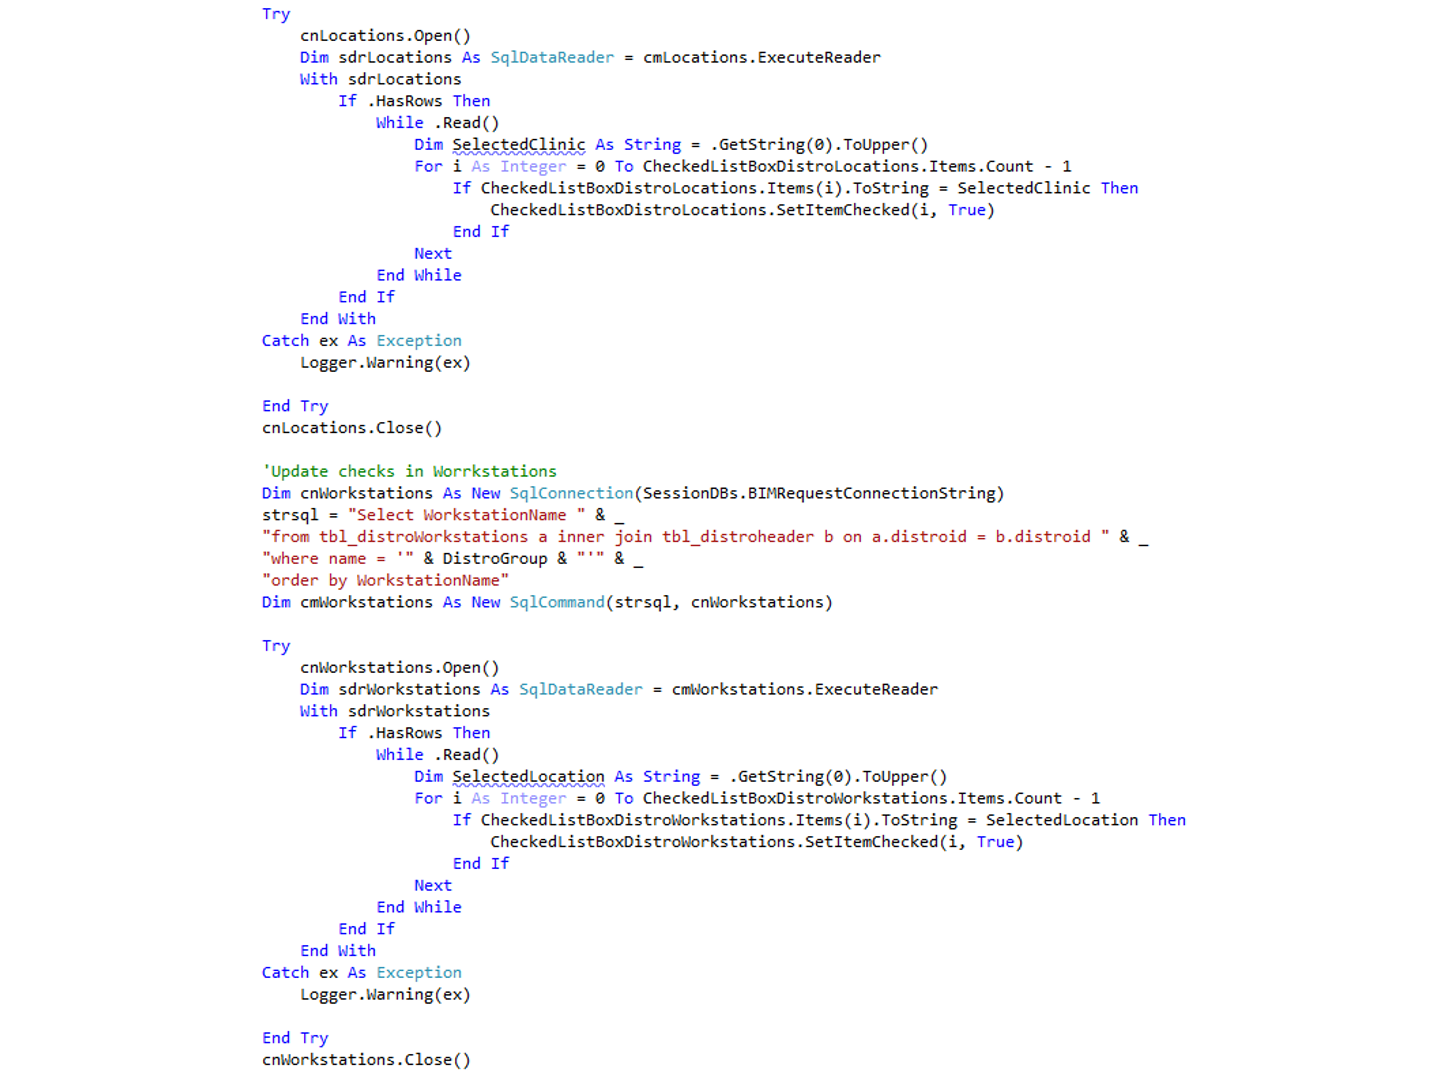 Try
cnLocations.Open()
Dim sdrLocations As SqlDataReader = cmLocations.ExecuteReader
With sdrLocations
If .HasRows Then
While .Read()
Dim SelectedClinic As String = .GetString(0).ToUpper()
For i As Integer = 0 To CheckedListBoxDistroLocations.Items.Count - 1
If CheckedListBoxDistroLocations.Items(i).ToString = SelectedClinic Then
CheckedListBoxDistroLocations.SetItemChecked(i, True)
End If
Next
End While
End If
End With
Catch ex As Exception
Logger.Warning(ex)
End Try
cnLocations.Close()
'Update checks in Worrkstations
Dim cnWorkstations As New SqlConnection(SessionDBs.BIMRequestConnectionString)
strsql = "Select WorkstationName " & _
"from tbl_distroWorkstations a inner join tbl_distroheader b on a.distroid = b.distroid " & _
"where name = '" & DistroGroup & "'" & _
"order by WorkstationName"
Dim cmWorkstations As New SqlCommand(strsql, cnWorkstations)
Try
cnWorkstations.Open()
Dim sdrWorkstations As SqlDataReader = cmWorkstations.ExecuteReader
With sdrWorkstations
If .HasRows Then
While .Read()
Dim SelectedLocation As String = .GetString(0).ToUpper()
For i As Integer = 0 To CheckedListBoxDistroWorkstations.Items.Count - 1
If CheckedListBoxDistroWorkstations.Items(i).ToString = SelectedLocation Then
CheckedListBoxDistroWorkstations.SetItemChecked(i, True)
End If
Next
End While
End If
End With
Catch ex As Exception
Logger.Warning(ex)
End Try
cnWorkstations.Close()